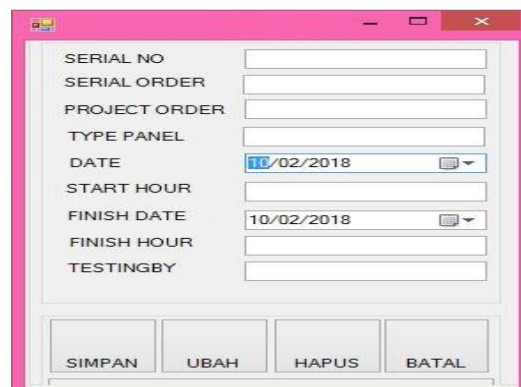 SERIAL NO
SERIAL ORDER
PROJECT ORDER
TYPE PANEL
DATE 10/02/2018
START HOUR
FINISH DATE 10/02/2018
FINISH HOUR
TESTINGBY
SIMPAN UBAH HAPUS BATAL